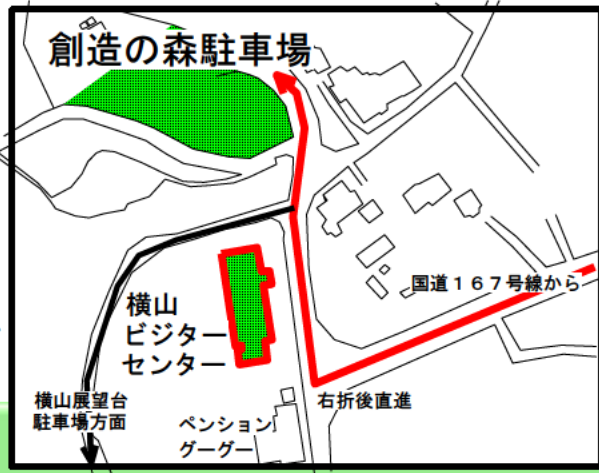 創造の森駐車場
国道１６７号線から
横山
ビジター
センター
横山展望台
駐車場方面
右折後直進
ペンション
グーグー